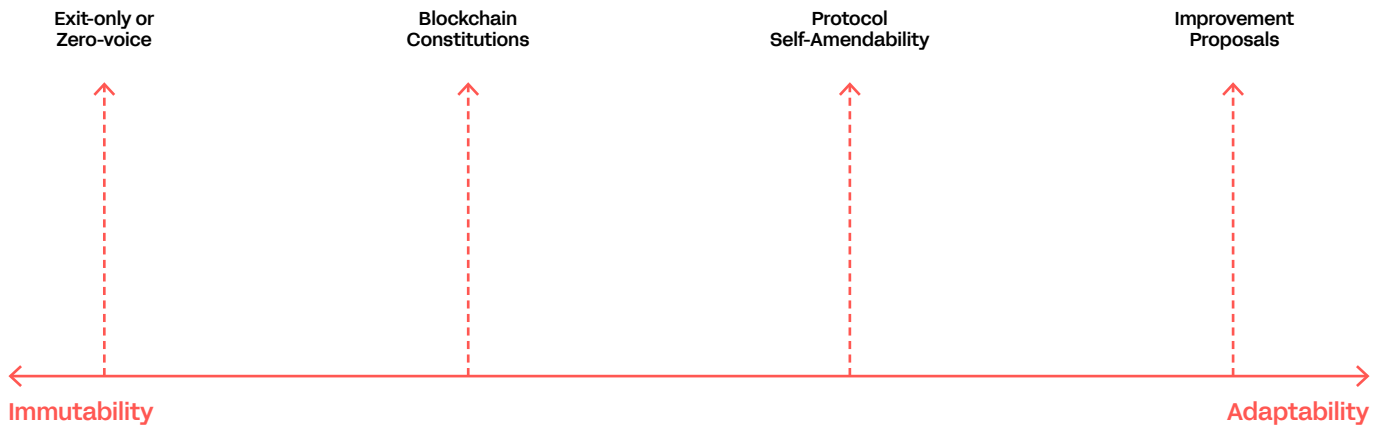 Exit-only or
Zero-voice
Blockchain
Constitutions
Protocol
Self-Amendability
Improvement
Proposals
Immutability
Adaptability